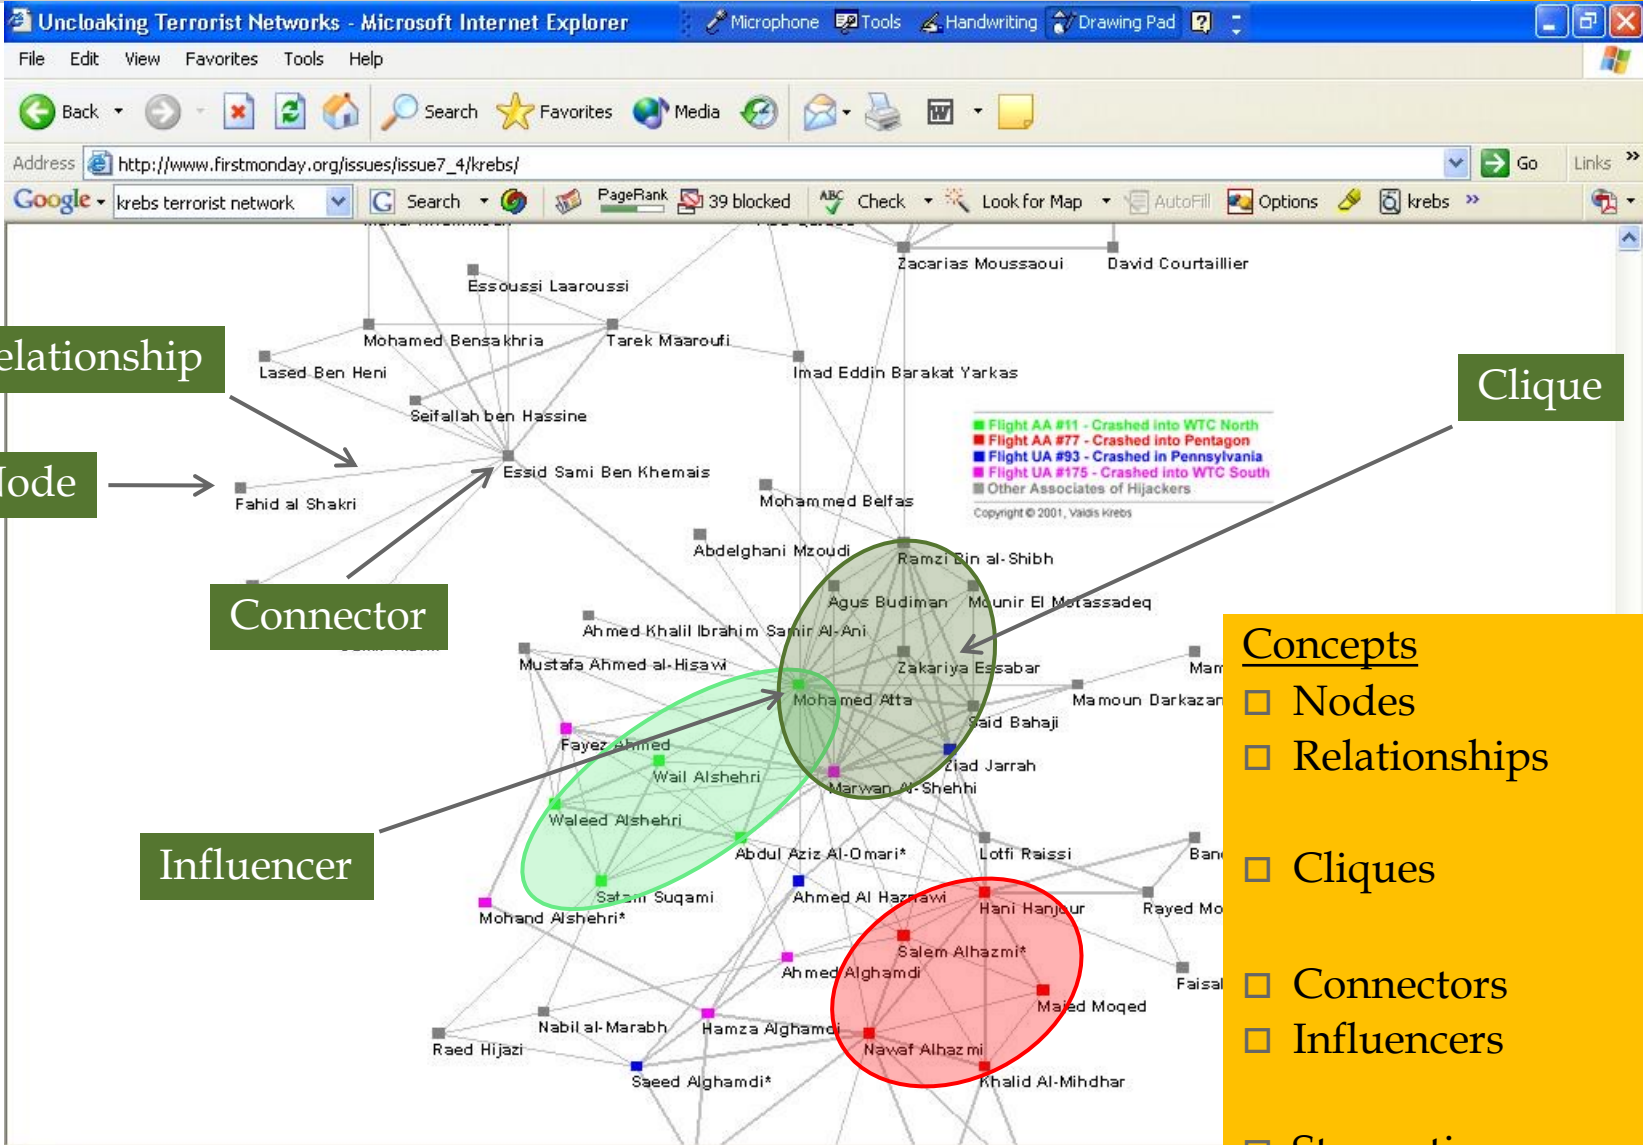 Uncloaking Terrorist Networks - Microsoft Internet Explorer
Microphone Tools Handwriting Drawing Pad
File Edit View Favorites Tools Help
Back Search Favorites Media
Address http://www.firstmonday.org/issues/issue7_4/krebs/ Go Links »
Google krebs terrorist network Search PageRank 39 blocked ABC Check Look for Map AutoFill Options krebs »
Zacarias Moussaoui
David Courtaillier
Essoussi Laaroussi
Mohamed Bensakhria
Tarek Maaroufi
elationship
Lased Ben Heni
Imad Eddin Barakat Yarkas
Clique
Seifallah ben Hassine
Flight AA #11 - Crashed into WTC North
Flight AA #77 - Crashed into Pentagon
Flight UA #93 - Crashed in Pennsylvania
Flight UA #175 - Crashed into WTC South
Other Associates of Hijackers
Copyright © 2001, Valdis Krebs
Essid Sami Ben Khemais
ode
Fahid al Shakri
Mohammed Belfas
Abdelghani Mzoudi
Ramzi Bin al-Shibh
Connector
Agus Budiman
Mounir El Motassadeq
Ahmed Khalil Ibrahim Samir Al-Ani
Mustafa Ahmed al-Hisawi
Zakariya Essabar
Mam
Mohamed Atta
Mamoun Darkazan
Said Bahaji
Fayez Ahmed
Wail Alshehri
Ziad Jarrah
Marwan Al-Shehhi
Waleed Alshehri
Influencer
Abdul Aziz Al-Omari*
Lotfi Raissi
Satam Suqami
Ahmed Al Haznawi
Hani Hanjour
Rayed Mo
Mohand Alshehri*
Salem Alhazmi*
Ahmed Alghamdi
Faisal
Majed Moqed
Nabil al-Marabh
Hamza Alghamdi
Raed Hijazi
Nawaf Alhazmi
Saeed Alghamdi*
Khalid Al-Mihdhar
Concepts
Nodes
Relationships
Cliques
Connectors
Influencers